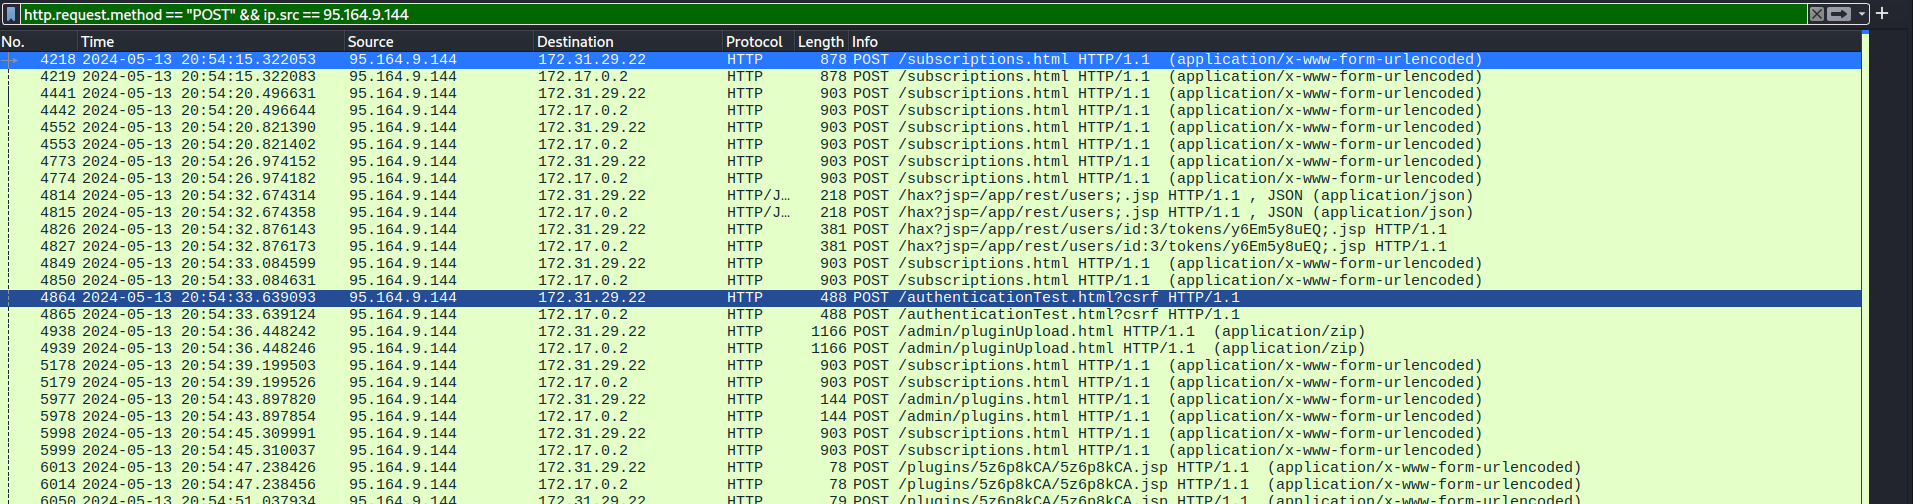 http.request.method == "POST" && ip.src == 95.164.9.144
No. Time Source Destination Protocol Length Info
4218 2024-05-13 20:54:15.322053 95.164.9.144 172.31.29.22 HTTP 878 POST /subscriptions.html HTTP/1.1  (application/x-www-form-urlencoded)
4219 2024-05-13 20:54:15.322083 95.164.9.144 172.17.0.2 HTTP 878 POST /subscriptions.html HTTP/1.1  (application/x-www-form-urlencoded)
4441 2024-05-13 20:54:20.496631 95.164.9.144 172.31.29.22 HTTP 903 POST /subscriptions.html HTTP/1.1  (application/x-www-form-urlencoded)
4442 2024-05-13 20:54:20.496644 95.164.9.144 172.17.0.2 HTTP 903 POST /subscriptions.html HTTP/1.1  (application/x-www-form-urlencoded)
4552 2024-05-13 20:54:20.821390 95.164.9.144 172.31.29.22 HTTP 903 POST /subscriptions.html HTTP/1.1  (application/x-www-form-urlencoded)
4553 2024-05-13 20:54:20.821402 95.164.9.144 172.17.0.2 HTTP 903 POST /subscriptions.html HTTP/1.1  (application/x-www-form-urlencoded)
4773 2024-05-13 20:54:26.974152 95.164.9.144 172.31.29.22 HTTP 903 POST /subscriptions.html HTTP/1.1  (application/x-www-form-urlencoded)
4774 2024-05-13 20:54:26.974182 95.164.9.144 172.17.0.2 HTTP 903 POST /subscriptions.html HTTP/1.1  (application/x-www-form-urlencoded)
4814 2024-05-13 20:54:32.674314 95.164.9.144 172.31.29.22 HTTP/J… 218 POST /hax?jsp=/app/rest/users;.jsp HTTP/1.1 , JSON (application/json)
4815 2024-05-13 20:54:32.674358 95.164.9.144 172.17.0.2 HTTP/J… 218 POST /hax?jsp=/app/rest/users;.jsp HTTP/1.1 , JSON (application/json)
4826 2024-05-13 20:54:32.876143 95.164.9.144 172.31.29.22 HTTP 381 POST /hax?jsp=/app/rest/users/id:3/tokens/y6Em5y8uEQ;.jsp HTTP/1.1
4827 2024-05-13 20:54:32.876173 95.164.9.144 172.17.0.2 HTTP 381 POST /hax?jsp=/app/rest/users/id:3/tokens/y6Em5y8uEQ;.jsp HTTP/1.1
4849 2024-05-13 20:54:33.084599 95.164.9.144 172.31.29.22 HTTP 903 POST /subscriptions.html HTTP/1.1  (application/x-www-form-urlencoded)
4850 2024-05-13 20:54:33.084631 95.164.9.144 172.17.0.2 HTTP 903 POST /subscriptions.html HTTP/1.1  (application/x-www-form-urlencoded)
4864 2024-05-13 20:54:33.639093 95.164.9.144 172.31.29.22 HTTP 488 POST /authenticationTest.html?csrf HTTP/1.1
4865 2024-05-13 20:54:33.639124 95.164.9.144 172.17.0.2 HTTP 488 POST /authenticationTest.html?csrf HTTP/1.1
4938 2024-05-13 20:54:36.448242 95.164.9.144 172.31.29.22 HTTP 1166 POST /admin/pluginUpload.html HTTP/1.1  (application/zip)
4939 2024-05-13 20:54:36.448246 95.164.9.144 172.17.0.2 HTTP 1166 POST /admin/pluginUpload.html HTTP/1.1  (application/zip)
5178 2024-05-13 20:54:39.199503 95.164.9.144 172.31.29.22 HTTP 903 POST /subscriptions.html HTTP/1.1  (application/x-www-form-urlencoded)
5179 2024-05-13 20:54:39.199526 95.164.9.144 172.17.0.2 HTTP 903 POST /subscriptions.html HTTP/1.1  (application/x-www-form-urlencoded)
5977 2024-05-13 20:54:43.897820 95.164.9.144 172.31.29.22 HTTP 144 POST /admin/plugins.html HTTP/1.1  (application/x-www-form-urlencoded)
5978 2024-05-13 20:54:43.897854 95.164.9.144 172.17.0.2 HTTP 144 POST /admin/plugins.html HTTP/1.1  (application/x-www-form-urlencoded)
5998 2024-05-13 20:54:45.309991 95.164.9.144 172.31.29.22 HTTP 903 POST /subscriptions.html HTTP/1.1  (application/x-www-form-urlencoded)
5999 2024-05-13 20:54:45.310037 95.164.9.144 172.17.0.2 HTTP 903 POST /subscriptions.html HTTP/1.1  (application/x-www-form-urlencoded)
6013 2024-05-13 20:54:47.238426 95.164.9.144 172.31.29.22 HTTP 78 POST /plugins/5z6p8kCA/5z6p8kCA.jsp HTTP/1.1  (application/x-www-form-urlencoded)
6014 2024-05-13 20:54:47.238456 95.164.9.144 172.17.0.2 HTTP 78 POST /plugins/5z6p8kCA/5z6p8kCA.jsp HTTP/1.1  (application/x-www-form-urlencoded)
6050 2024-05-13 20:54:51.037934 95.164.9.144 172.31.29.22 HTTP 79 POST /plugins/5z6p8kCA/5z6p8kCA.jsp HTTP/1.1  (application/x-www-form-urlencoded)